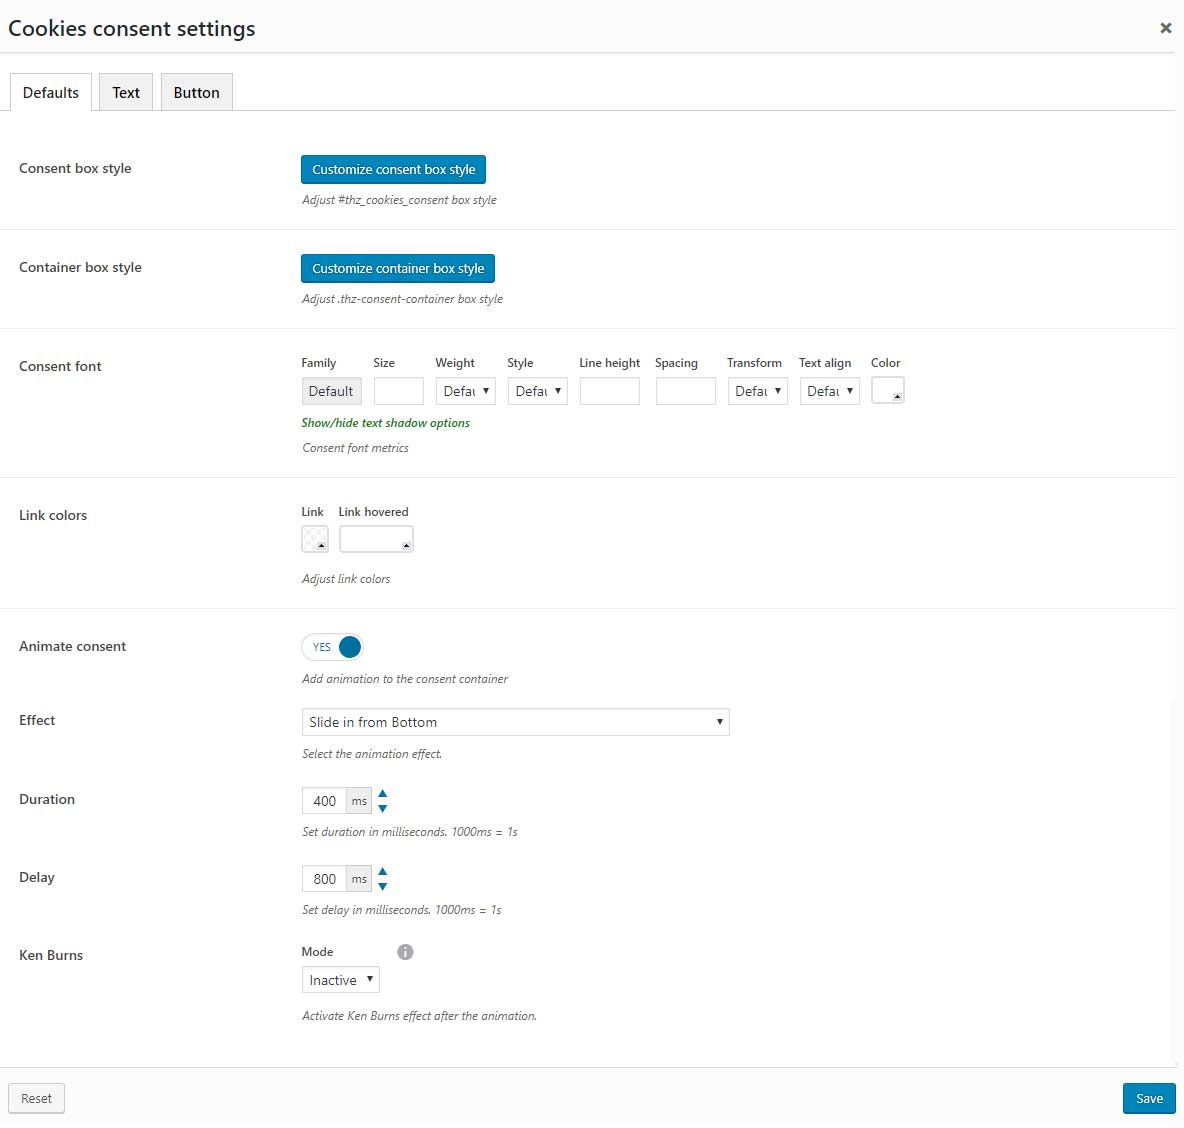 Cookies consent settings
Defaults Text Button
Consent box style Customize consent box style
Adjust #thz_cookies_consent box style
Container box style Customize container box style
Adjust .thz-consent-container box style
Family Size Weight Style Line height Spacing Transform Text align Color
Consent font
Default Defau Defau Defau Defau
Show/hide text shadow options
Consent font metrics
Link colors Link Link hovered
Adjust link colors
Animate consent YES
Add animation to the consent container
Effect Slide in from Bottom
Select the animation effect.
Duration 400 ms
Set duration in milliseconds. 1000ms = 1s
Delay 800 ms
Set delay in milliseconds. 1000ms = 1s
Ken Burns Mode
Inactive
Activate Ken Burns effect after the animation.
Reset Save